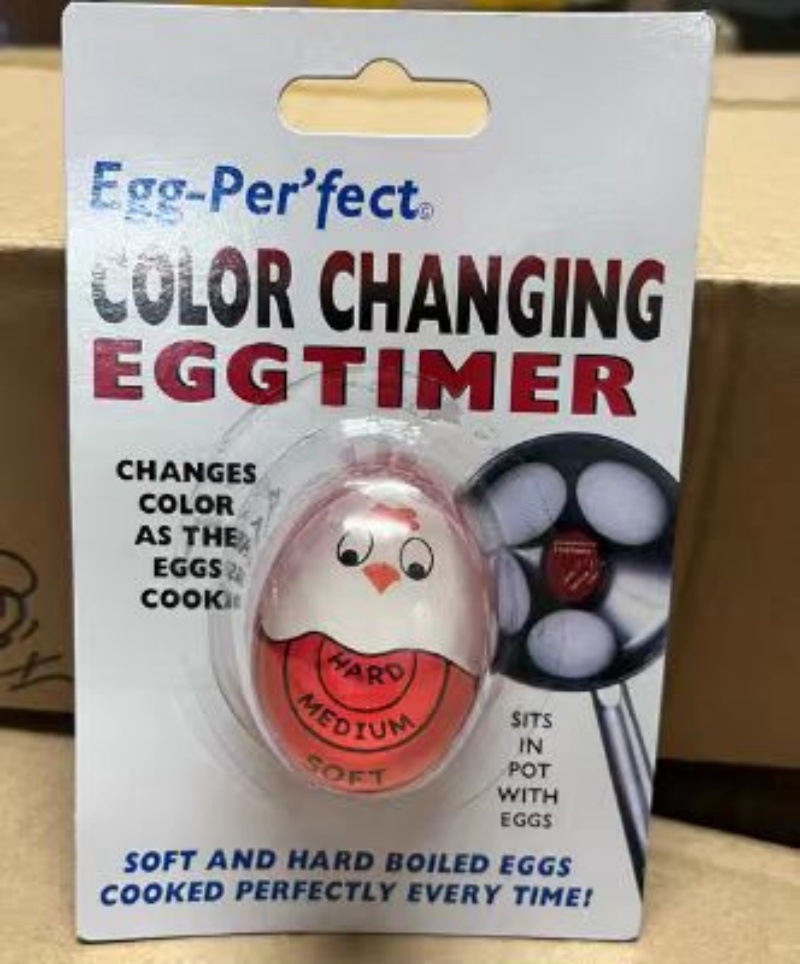 Egg-Per'fect©
COLOR CHANGING
EGGTIMER
CHANGES
COLOR
AS THE
EGGS
COOK
HARD
MEDIUM
SOFT
SITS
IN
POT
WITH
EGGS
SOFT AND HARD BOILED EGGS
COOKED PERFECTLY EVERY TIME!